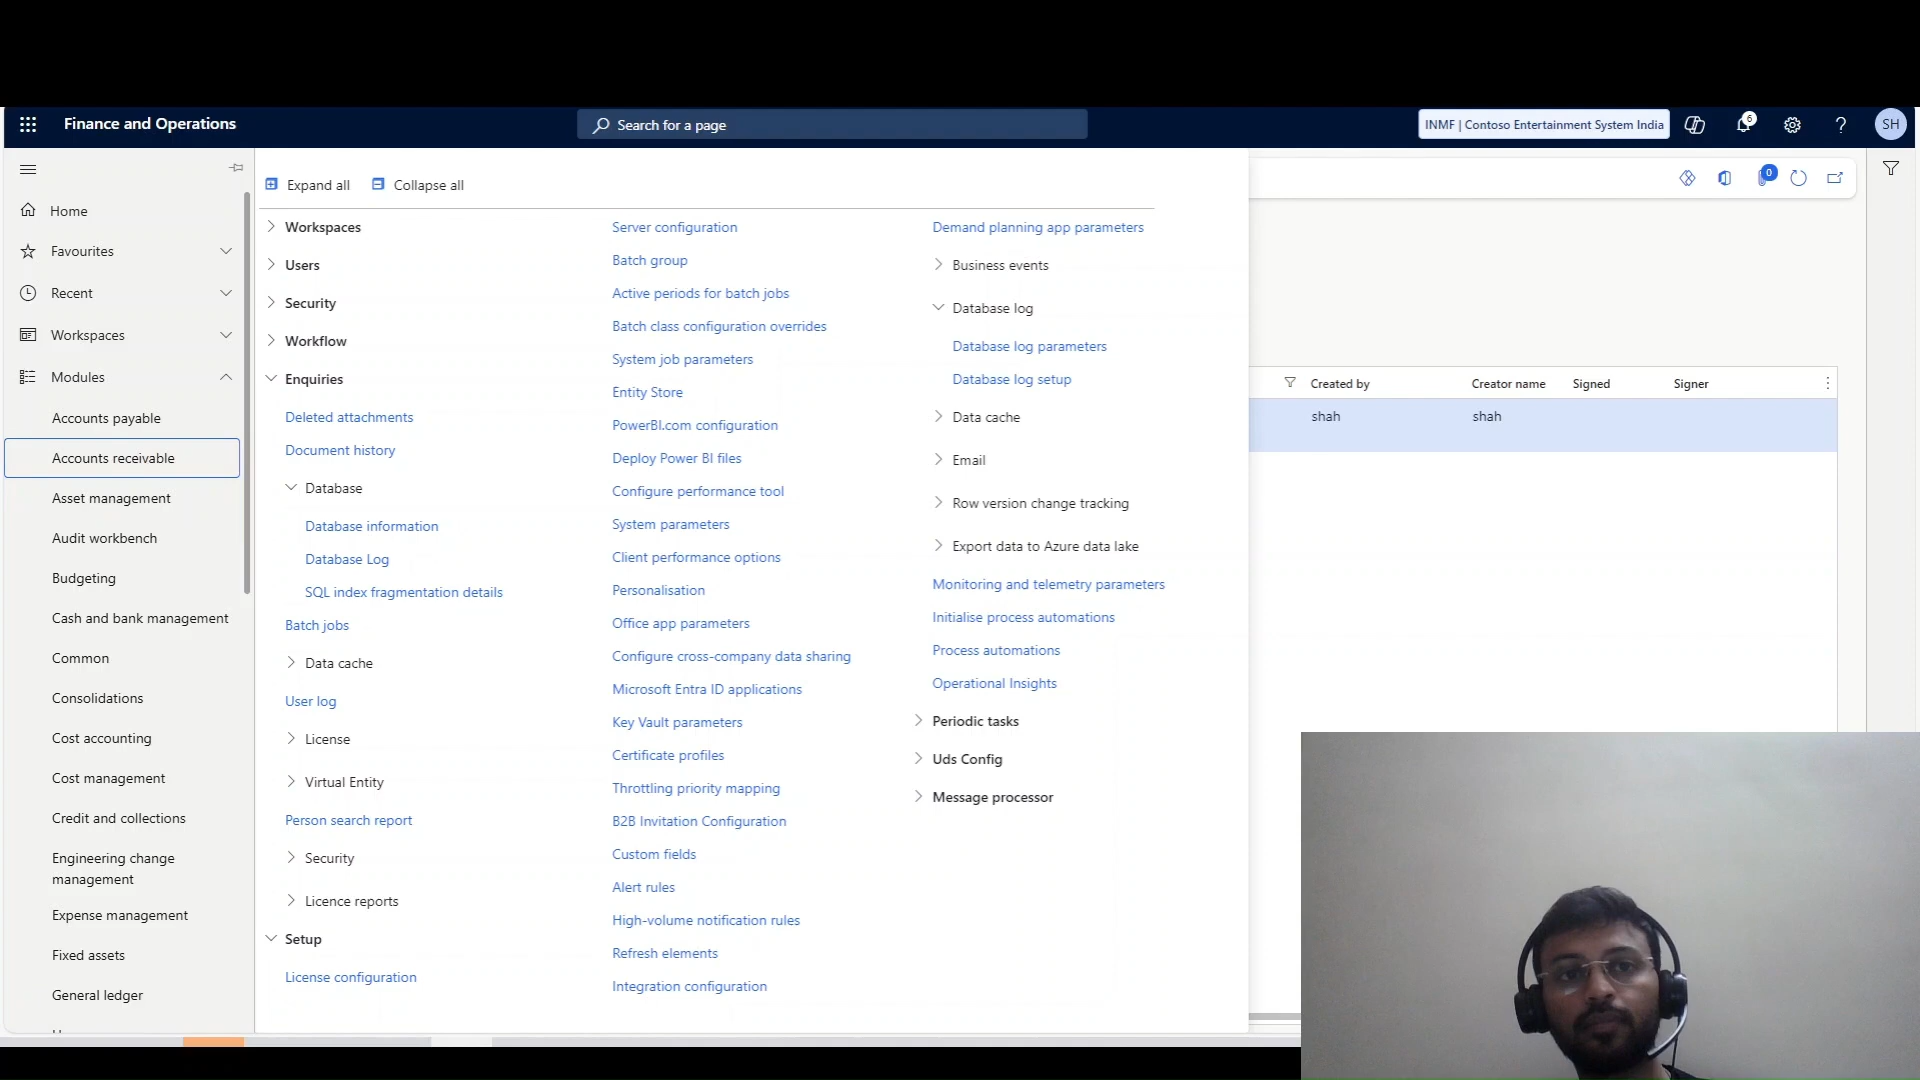 Finance and Operations
Search for a page
INMF | Contoso Entertainment System India
6
?
SH
Home
Favourites
Recent
Workspaces
Modules
Accounts payable
Accounts receivable
Asset management
Audit workbench
Budgeting
Cash and bank management
Common
Consolidations
Cost accounting
Cost management
Credit and collections
Engineering change
management
Expense management
Fixed assets
General ledger
Expand all
Collapse all
Workspaces
Users
Security
Workflow
Enquiries
Deleted attachments
Document history
Database
Database information
Database Log
SQL index fragmentation details
Batch jobs
Data cache
User log
License
Virtual Entity
Person search report
Security
Licence reports
Setup
License configuration
Server configuration
Batch group
Active periods for batch jobs
Batch class configuration overrides
System job parameters
Entity Store
PowerBI.com configuration
Deploy Power BI files
Configure performance tool
System parameters
Client performance options
Personalisation
Office app parameters
Configure cross-company data sharing
Microsoft Entra ID applications
Key Vault parameters
Certificate profiles
Throttling priority mapping
B2B Invitation Configuration
Custom fields
Alert rules
High-volume notification rules
Refresh elements
Integration configuration
Demand planning app parameters
Business events
Database log
Database log parameters
Database log setup
Data cache
Email
Row version change tracking
Export data to Azure data lake
Monitoring and telemetry parameters
Initialise process automations
Process automations
Operational Insights
Periodic tasks
Uds Config
Message processor
0
Created by
Creator name
Signed
Signer
shah
shah